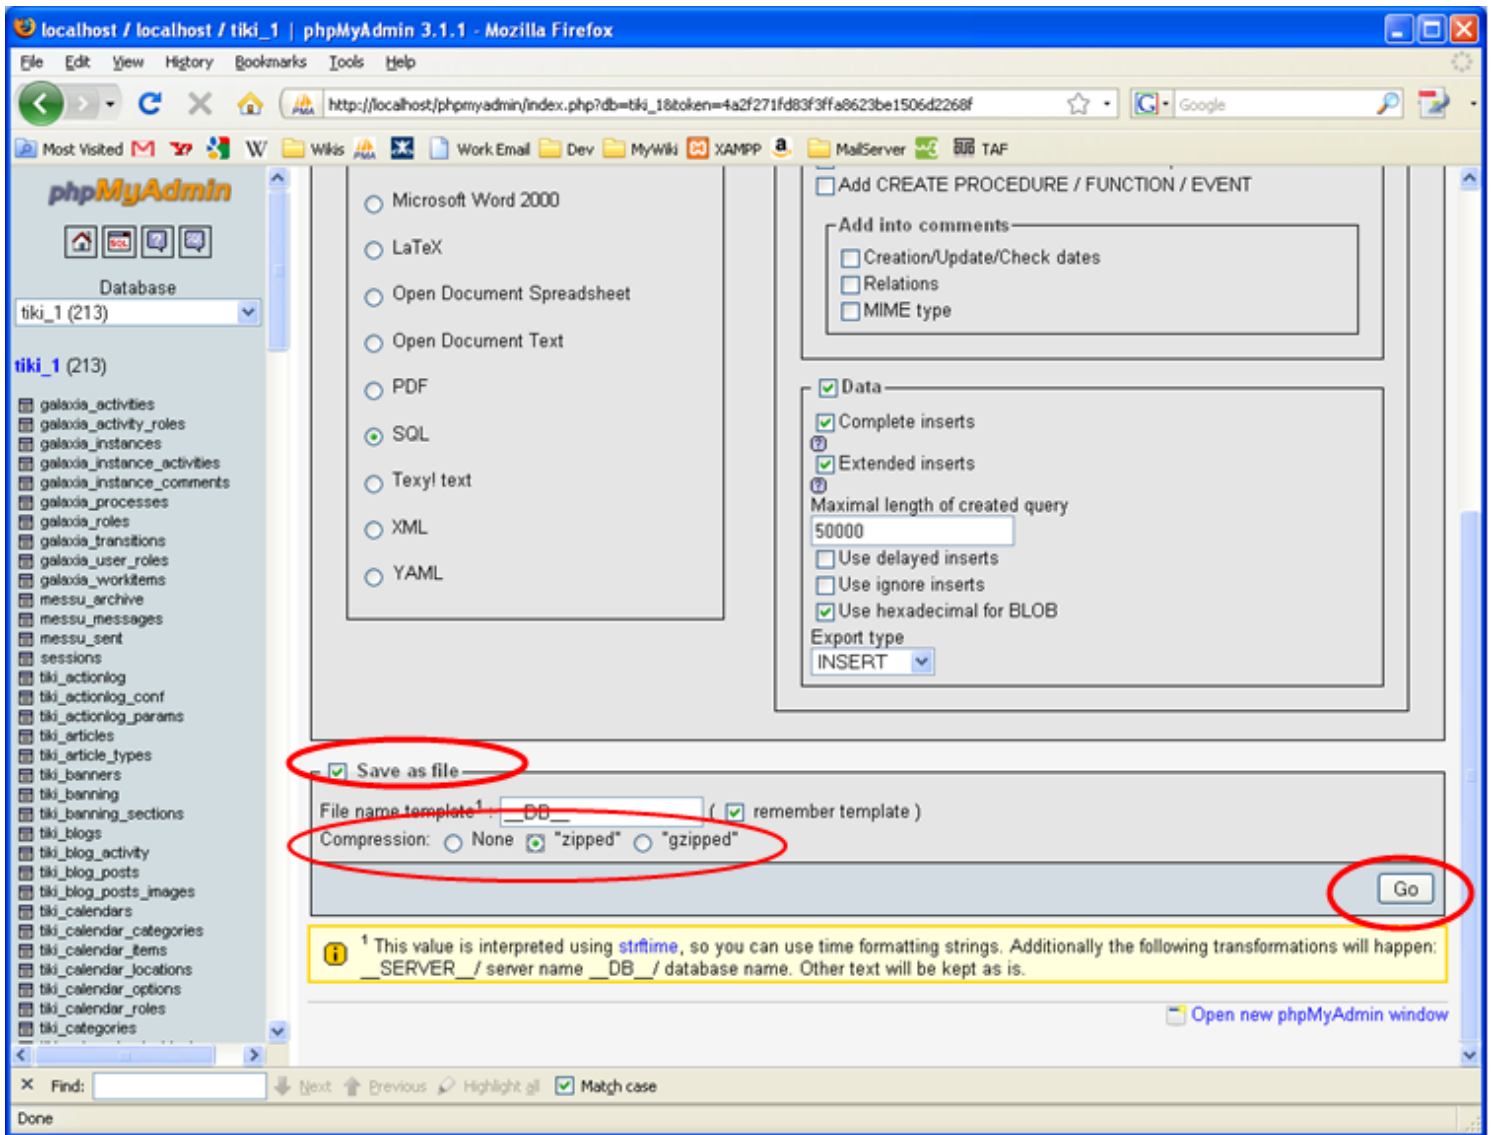 localhost / localhost / tiki_1 | phpMyAdmin 3.1.1 - Mozilla Firefox
File Edit View History Bookmarks Tools Help
http://localhost/phpmyadmin/index.php?db=tiki_1&token=4a2f271fd83f3ffa8623be1506d2268f
Google
Most Visited Wikis Work Email Dev MyWiki XAMPP MailServer TAF
phpMyAdmin
Database
tiki_1 (213)
tiki_1 (213)
galaxia_activities
galaxia_activity_roles
galaxia_instances
galaxia_instance_activities
galaxia_instance_comments
galaxia_processes
galaxia_roles
galaxia_transitions
galaxia_user_roles
galaxia_workitems
messu_archive
messu_messages
messu_sent
sessions
tiki_actionlog
tiki_actionlog_conf
tiki_actionlog_params
tiki_articles
tiki_article_types
tiki_banners
tiki_banning
tiki_banning_sections
tiki_blogs
tiki_blog_activity
tiki_blog_posts
tiki_blog_posts_images
tiki_calendars
tiki_calendar_categories
tiki_calendar_items
tiki_calendar_locations
tiki_calendar_options
tiki_calendar_roles
tiki_categories
Microsoft Word 2000
LaTeX
Open Document Spreadsheet
Open Document Text
PDF
SQL
Texy! text
XML
YAML
Add CREATE PROCEDURE / FUNCTION / EVENT
Add into comments
Creation/Update/Check dates
Relations
MIME type
Data
Complete inserts
Extended inserts
Maximal length of created query
50000
Use delayed inserts
Use ignore inserts
Use hexadecimal for BLOB
Export type
INSERT
Save as file
File name template1 : __DB__ ( remember template )
Compression: None "zipped" "gzipped"
Go
1 This value is interpreted using strftime, so you can use time formatting strings. Additionally the following transformations will happen:
__SERVER__/ server name __DB__/ database name. Other text will be kept as is.
Open new phpMyAdmin window
Find: Next Previous Highlight all Match case
Done